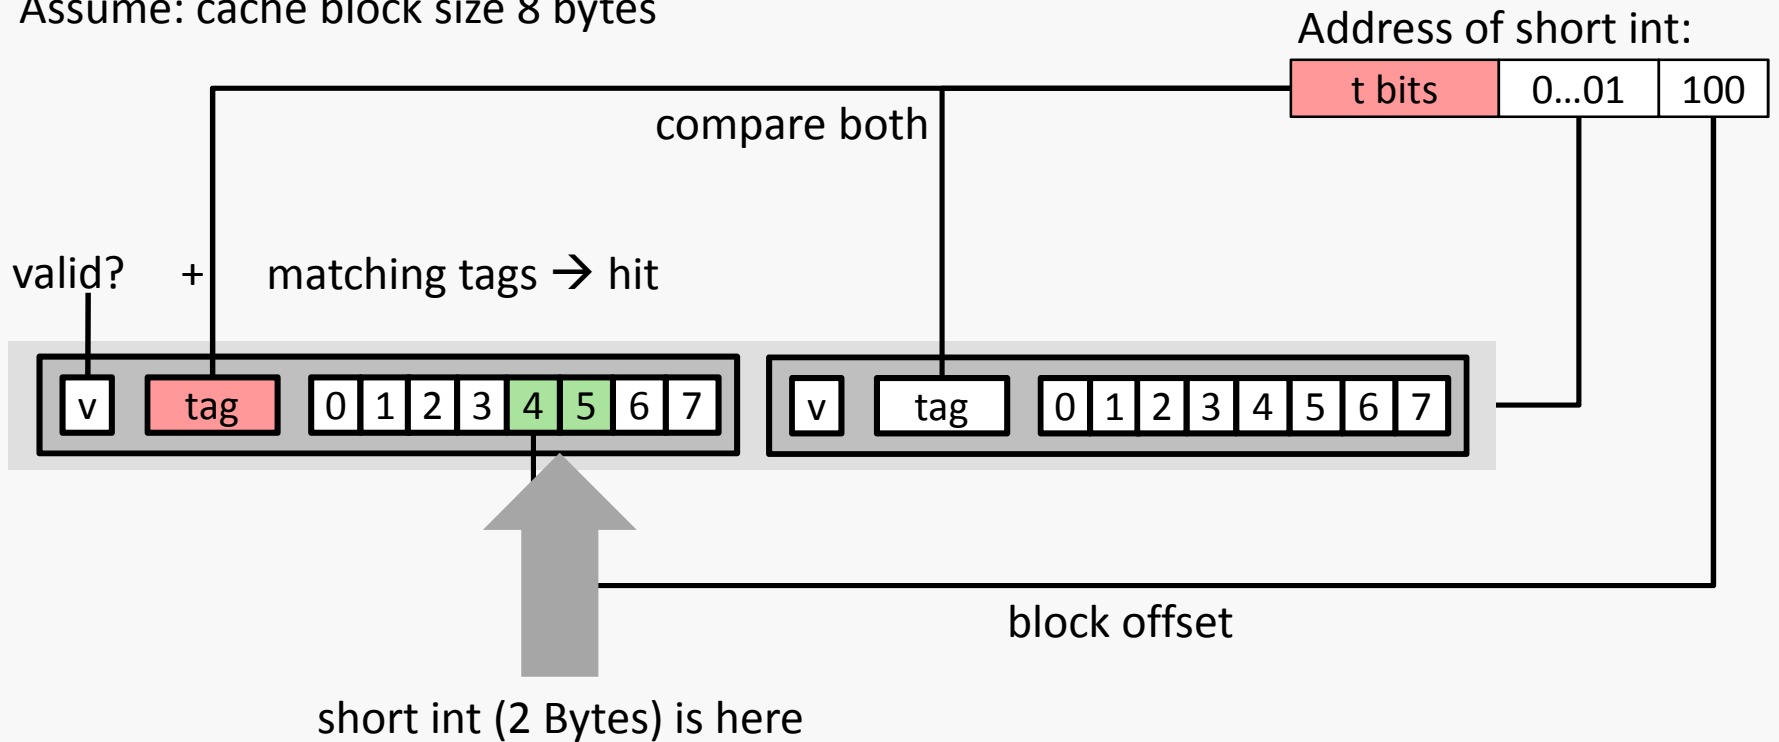 Assume: cache block size 8 bytes
Address of short int:
t bits 0...01 100
compare both
valid? + matching tags → hit
v tag 0 1 2 3 4 5 6 7 v tag 0 1 2 3 4 5 6 7
block offset
short int (2 Bytes) is here